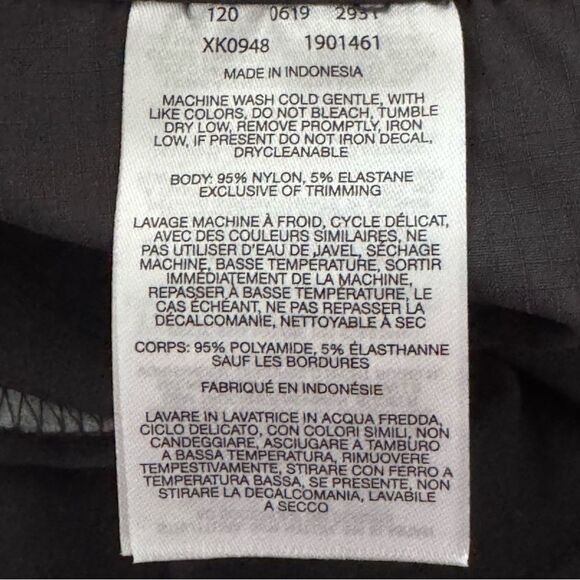 120 0619 2931
XK0948 1901461
MADE IN INDONESIA
MACHINE WASH COLD GENTLE, WITH
LIKE COLORS, DO NOT BLEACH, TUMBLE
DRY LOW, REMOVE PROMPTLY, IRON
LOW, IF PRESENT DO NOT IRON DECAL,
DRYCLEANABLE
BODY: 95% NYLON, 5% ELASTANE
EXCLUSIVE OF TRIMMING
LAVAGE MACHINE À FROID, CYCLE DÉLICAT,
AVEC DES COULEURS SIMILAIRES, NE
PAS UTILISER D'EAU DE JAVEL, SÉCHAGE
MACHINE, BASSE TEMPÉRATURE, SORTIR
IMMÉDIATEMENT DE LA MACHINE,
REPASSER À BASSE TEMPÉRATURE, LE
CAS ÉCHÉANT, NE PAS REPASSER LA
DÉCALCOMANIE, NETTOYABLE À SEC
CORPS: 95% POLYAMIDE, 5% ÉLASTHANNE
SAUF LES BORDURES
FABRIQUÉ EN INDONÉSIE
LAVARE IN LAVATRICE IN ACQUA FREDDA,
CICLO DELICATO, CON COLORI SIMILI, NON
CANDEGGIARE, ASCIUGARE A TAMBURO
A BASSA TEMPERATURA, RIMUOVERE
TEMPESTIVAMENTE, STIRARE CON FERRO A
TEMPERATURA BASSA, SE PRESENTE, NON
STIRARE LA DECALCOMANIA, LAVABILE
A SECCO